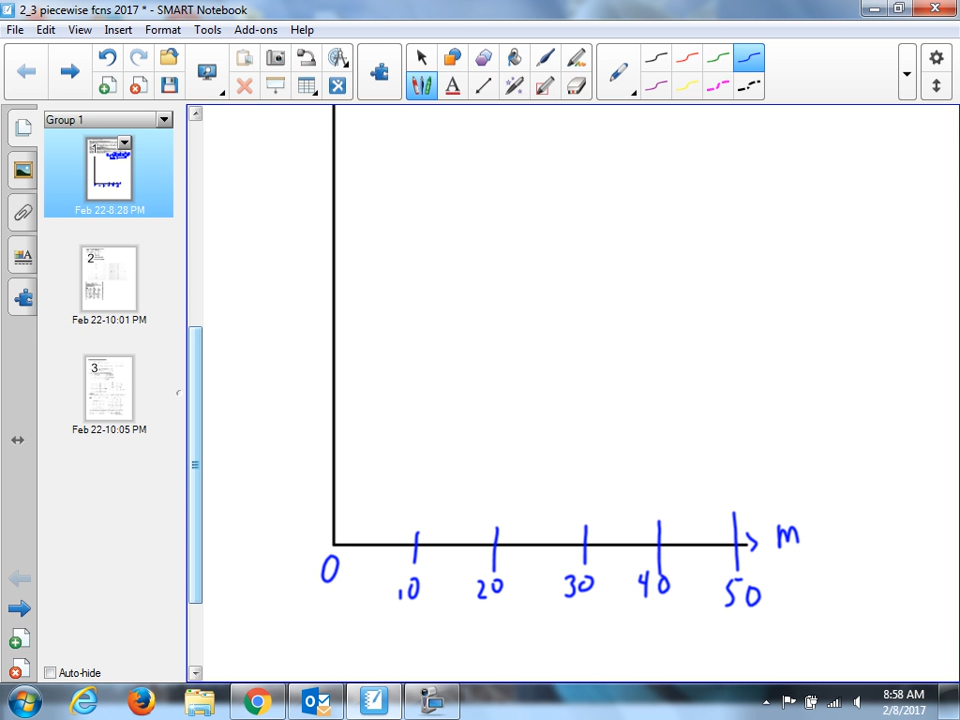 2_3 piecewise fcns 2017 * - SMART Notebook
File Edit View Insert Format Tools Add-ons Help
Group 1
1
Feb 22-8:28 PM
2
Feb 22-10:01 PM
3
Feb 22-10:05 PM
m
0 10 20 30 40 50
Auto-hide
8:58 AM
2/8/2017